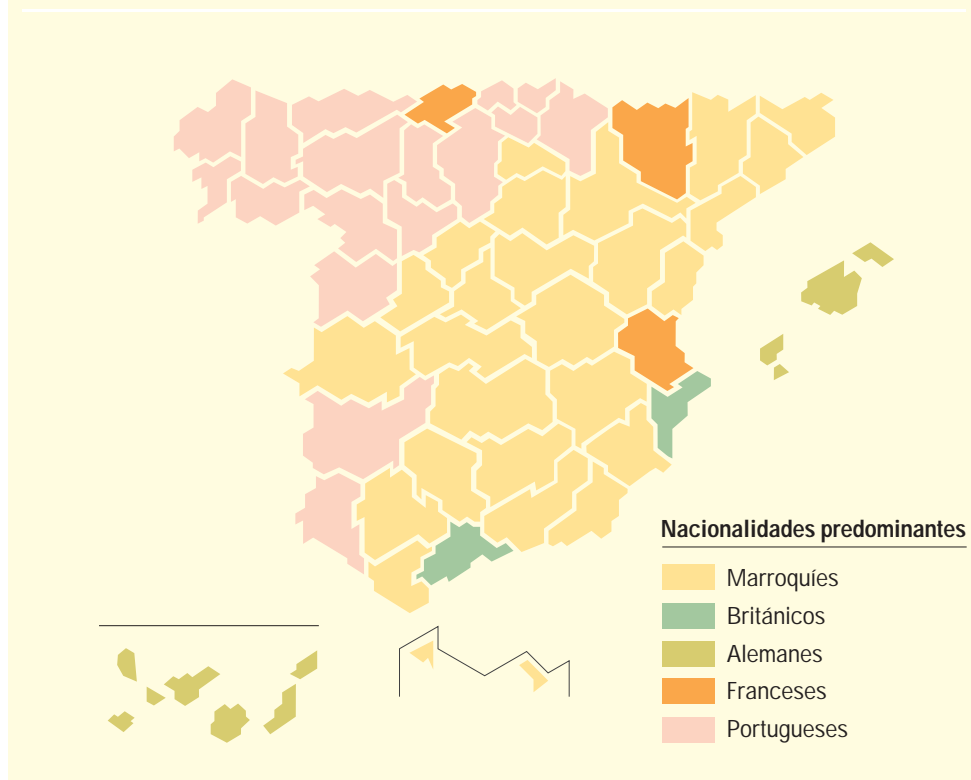 Nacionalidades predominantes
Marroquíes
Británicos
Alemanes
Franceses
Portugueses